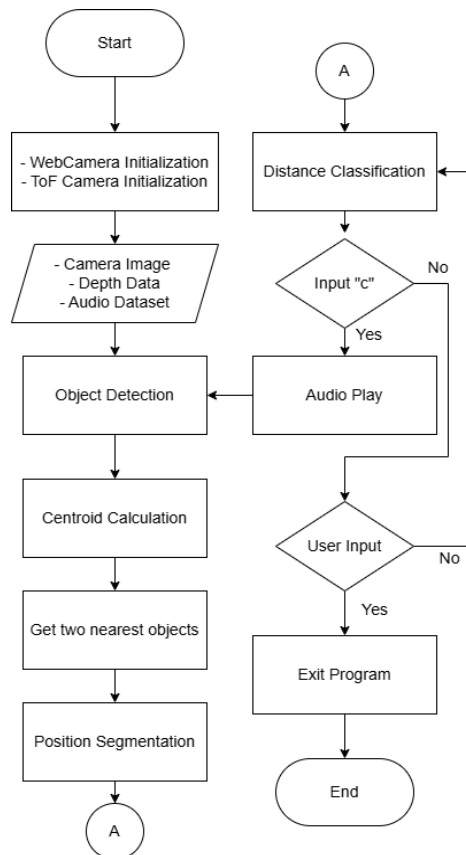 Start
- WebCamera Initialization
- ToF Camera Initialization
- Camera Image
- Depth Data
- Audio Dataset
Object Detection
Centroid Calculation
Get two nearest objects
Position Segmentation
A
A
Distance Classification
Input "c"
No
Yes
Audio Play
User Input
No
Yes
Exit Program
End